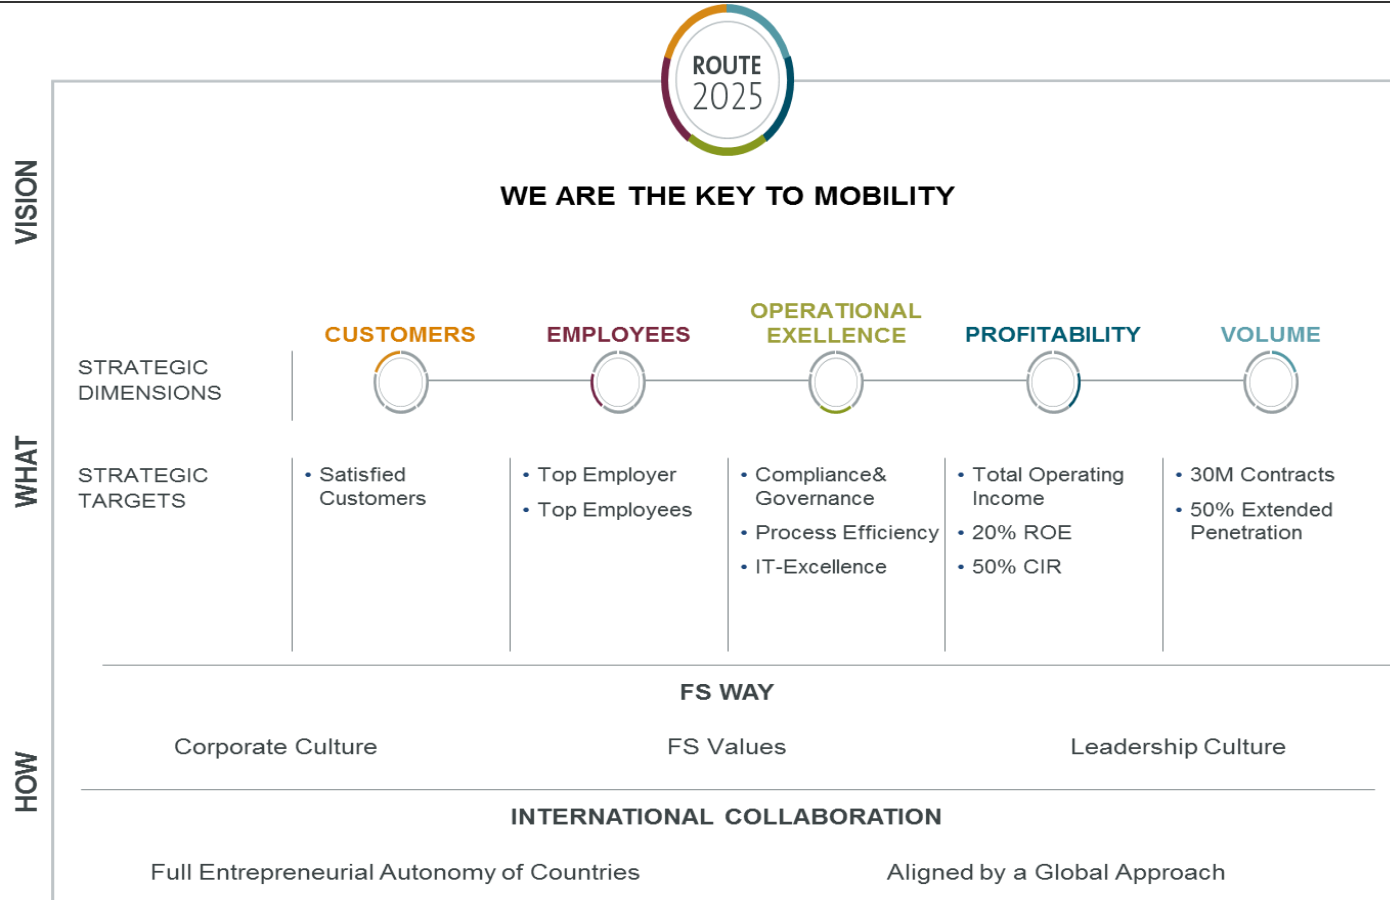 ROUTE
2025
VISION
WE ARE THE KEY TO MOBILITY
WHAT
STRATEGIC
DIMENSIONS
CUSTOMERS
EMPLOYEES
OPERATIONAL
EXELLENCE
PROFITABILITY
VOLUME
STRATEGIC
TARGETS
• Satisfied
Customers
• Top Employer
• Top Employees
• Compliance&
Governance
• Process Efficiency
• IT-Excellence
• Total Operating
Income
• 20% ROE
• 50% CIR
• 30M Contracts
• 50% Extended
Penetration
HOW
FS WAY
Corporate Culture
FS Values
Leadership Culture
INTERNATIONAL COLLABORATION
Full Entrepreneurial Autonomy of Countries
Aligned by a Global Approach